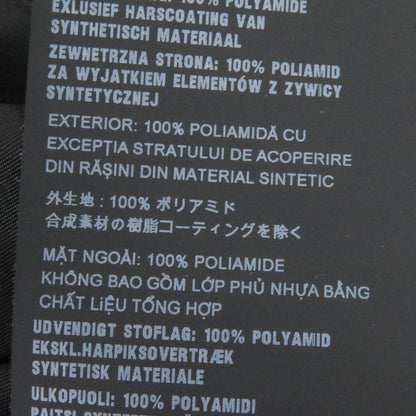 100% POLYAMIDE
EXLUSIEF HARSCOATING VAN
SYNTHETISCH MATERIAAL
ZEWNETRZNA STRONA: 100% POLIAMID
ZA WYJATKIEM ELEMENTÓW Z ZYWICY
SYNTETYCZNEJ
EXTERIOR: 100% POLIAMIDĂ CU
EXCEPȚIA STRATULUI DE ACOPERIRE
DIN RĂȘINI DIN MATERIAL SINTETIC
外生地：100% ポリアミド
合成素材の樹脂コーティングを除く
MẶT NGOÀI: 100% POLIAMIDE
KHÔNG BAO GỒM LỚP PHỦ NHỰA BẰNG
CHẤT LIỆU TỔNG HỢP
UDVENDIGT STOFLAG: 100% POLYAMID
EKSKL.HARPIKSOVERTRÆK
SYNTETISK MATERIALE
ULKOPUOLI: 100% POLYAMIDI